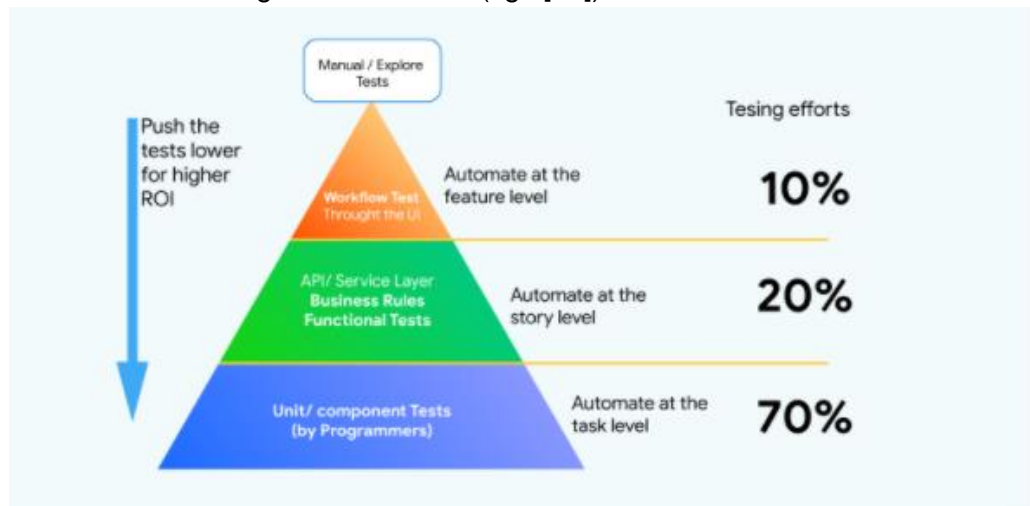 Manual / Explore
Tests
Tesing efforts
Push the
tests lower
for higher
ROI
Workflow Test
Throught the UI
Automate at the
feature level
10%
API/ Service Layer
Business Rules
Functional Tests
Automate at the
story level
20%
Unit/ component Tests
(by Programmers)
Automate at the
task level
70%